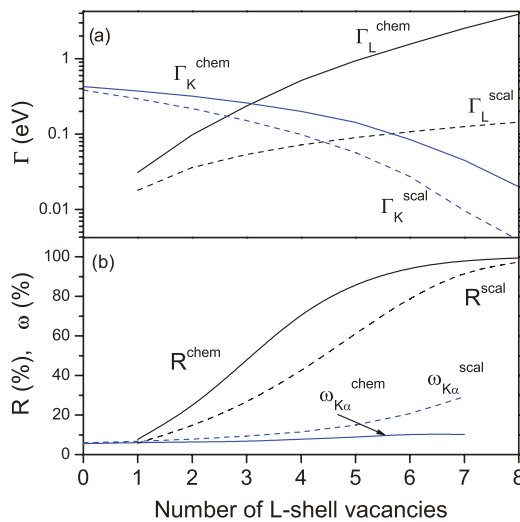 (a)
Γ_L^chem
Γ_K^chem
Γ_L^scal
Γ_K^scal
Γ (eV)
1
0.1
0.01
(b)
R^chem
R^scal
ω_Kα^chem
ω_Kα^scal
R (%), ω (%)
100
80
60
40
20
0
0 1 2 3 4 5 6 7 8
Number of L-shell vacancies